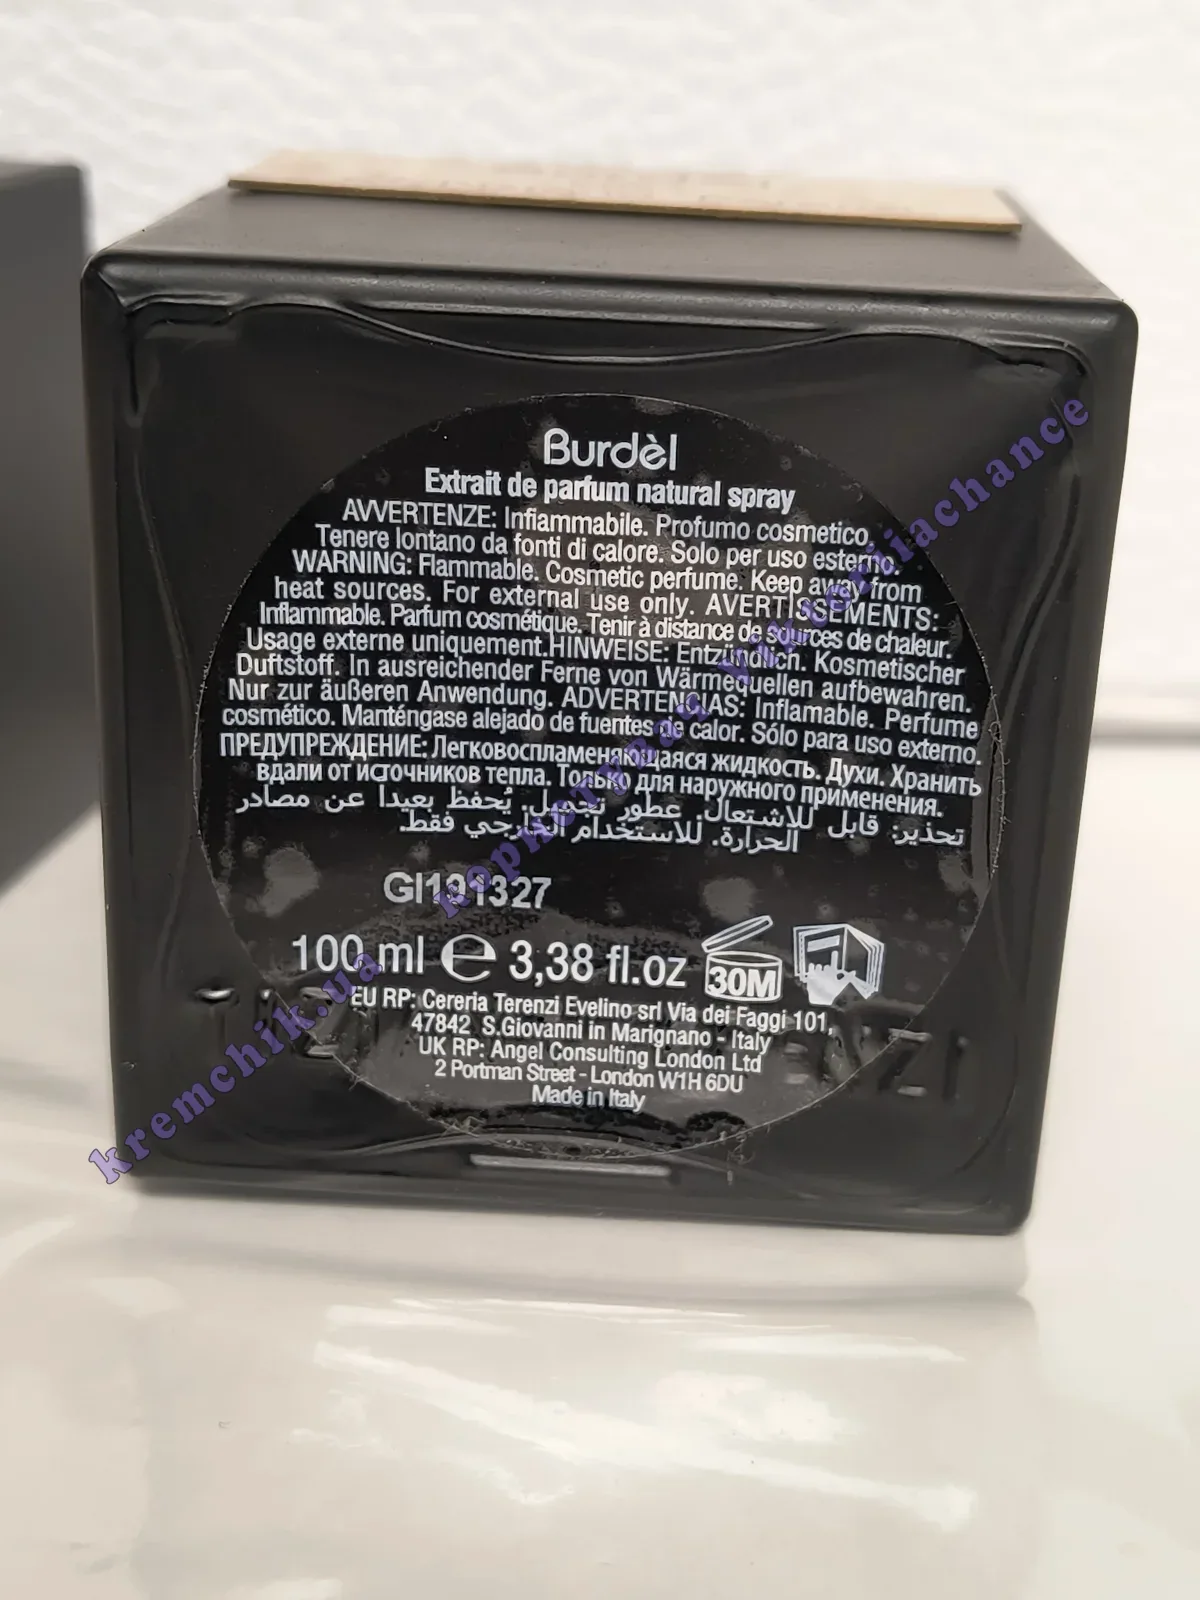 Burdèl
Extrait de parfum natural spray
AVVERTENZE: Infiammabile. Profumo cosmetico.
Tenere lontano da fonti di calore. Solo per uso esterno.
WARNING: Flammable. Cosmetic perfume. Keep away from
heat sources. For external use only. AVERTISSEMENTS:
Inflammable. Parfum cosmétique. Tenir à distance de sources de chaleur.
Usage externe uniquement.HINWEISE: Entzündlich. Kosmetischer
Duftstoff. In ausreichender Ferne von Wärmequellen aufbewahren.
Nur zur äußeren Anwendung. ADVERTENCIAS: Inflamable. Perfume
cosmético. Manténgase alejado de fuentes de calor. Sólo para uso externo.
ПРЕДУПРЕЖДЕНИЕ: Легковоспламеняющаяся жидкость. Духи. Хранить
вдали от источников тепла. Только для наружного применения.
تحذير: قابل للاشتعال. عطور تجميل. يُحفظ بعيداً عن مصادر
الحرارة. للاستخدام الخارجي فقط.
100 ml ℮ 3,38 fl.oz 30M
EU RP: Cereria Terenzi Evelino srl Via dei Faggi 101,
47842 S.Giovanni in Marignano - Italy
UK RP: Angel Consulting London Ltd
2 Portman Street - London W1H 6DU
Made in Italy
kremchik.ua копнегувач viktoriiachance